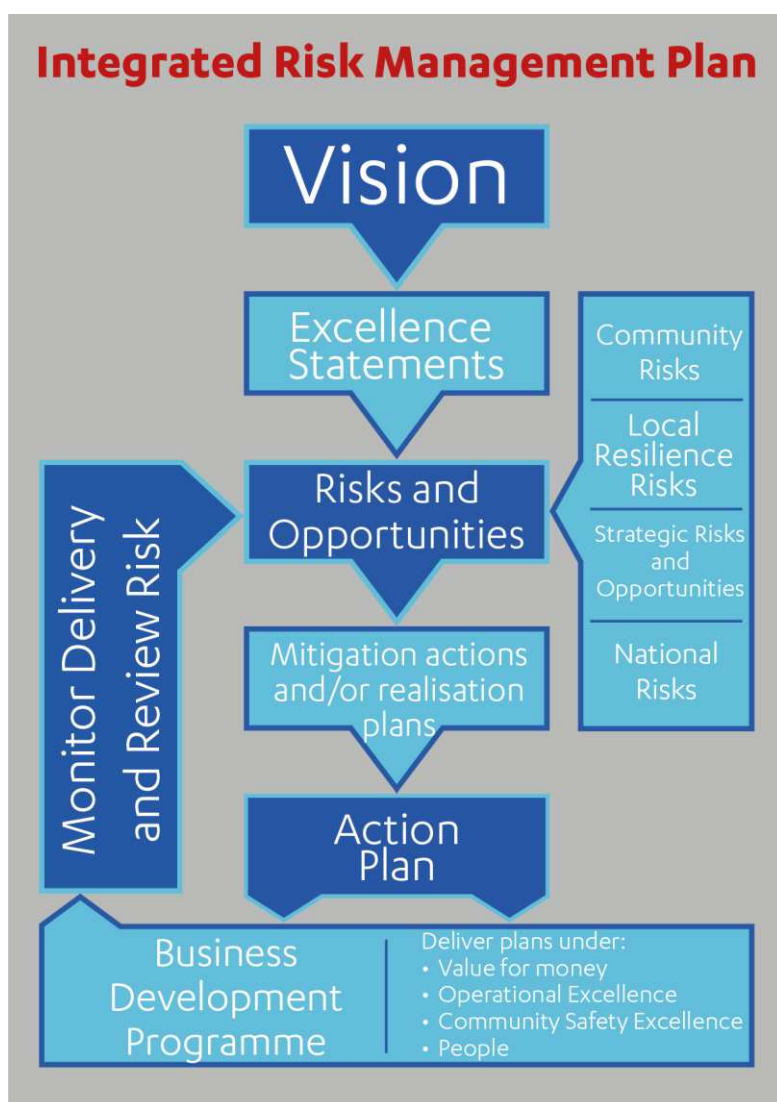 Integrated Risk Management Plan
Vision
Excellence
Statements
Community
Risks
Local
Resilience
Risks
Strategic Risks
and
Opportunities
National
Risks
Risks and
Opportunities
Monitor Delivery
and Review Risk
Mitigation actions
and/or realisation
plans
Action
Plan
Business
Development
Programme
Deliver plans under:
• Value for money
• Operational Excellence
• Community Safety Excellence
• People